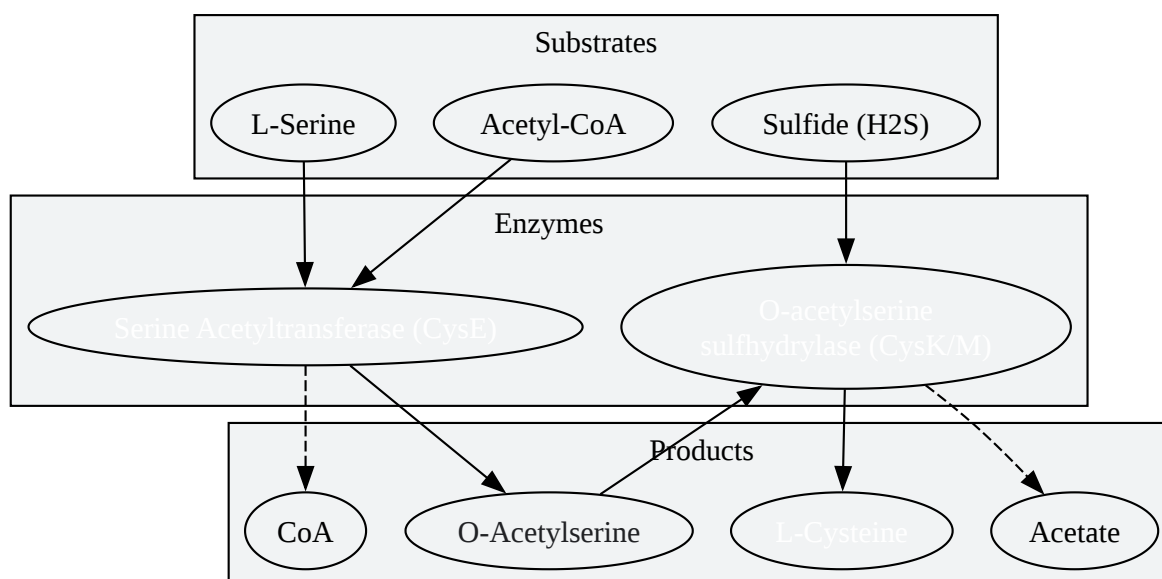 Substrates
L-Serine
Acetyl-CoA
Sulfide (H2S)
Enzymes
Serine Acetyltransferase (CysE)
O-acetylserine
sulfhydrylase (CysK/M)
Products
CoA
O-Acetylserine
L-Cysteine
Acetate